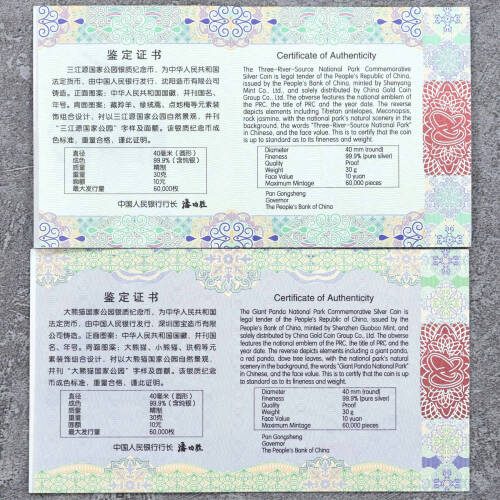 鉴定证书
三江源国家公园银质纪念币，为中华人民共和国
法定货币，由中国人民银行发行，沈阳造币有限公司
铸造。正面图案：中华人民共和国国徽，并刊国名、
年号。背面图案：藏羚羊、绿绒蒿、点地梅等元素装
饰组合设计，衬以三江源国家公园自然景观，并刊
“三江源国家公园”字样及面额。该银质纪念币成
色标准，重量合格，谨此证明。
直径 40毫米（圆形）
成色 99.9%（含纯银）
质量 精制
重量 30克
面额 10元
最大发行量 60,000枚
中国人民银行行长
Certificate of Authenticity
The Three-River-Source National Park Commemorative
Silver Coin is legal tender of the People's Republic of China,
issued by the People's Bank of China, minted by Shenyang
Mint Co., Ltd., and solely distributed by China Gold Coin
Group Co., Ltd. The obverse features the national emblem of
the PRC, the title of PRC and the year date. The reverse
depicts elements including Tibetan antelopes, Meconopsis,
rock jasmine, with the national park's natural scenery in the
background, the words "Three-River-Source National Park"
in Chinese, and the face value. This is to certify that the coin
is up to standard as to its fineness and weight.
Diameter 40 mm (round)
Fineness 99.9% (pure silver)
Quality Proof
Weight 30 g
Face Value 10 yuan
Maximum Mintage 60,000 pieces
Pan Gongsheng
Governor
The People's Bank of China
鉴定证书
大熊猫国家公园银质纪念币，为中华人民共和国
法定货币，由中国人民银行发行，深圳国宝造币有限
公司铸造。正面图案：中华人民共和国国徽，并刊国
名、年号。背面图案：大熊猫、小熊猫、珙桐等元
素装饰组合设计，衬以大熊猫国家公园自然景观，
并刊“大熊猫国家公园”字样及面额。该银质纪念
币成色标准，重量合格，谨此证明。
直径 40毫米（圆形）
成色 99.9%（含纯银）
质量 精制
重量 30克
面额 10元
最大发行量 60,000枚
中国人民银行行长
Certificate of Authenticity
The Giant Panda National Park Commemorative Silver Coin is
legal tender of the People's Republic of China, issued by the
People's Bank of China, minted by Shenzhen Guobao Mint, and
solely distributed by China Gold Coin Group Co., Ltd. The obverse
features the national emblem of the PRC, the title of PRC and the
year date. The reverse depicts elements including a giant panda,
a red panda, dove tree leaves, with the national park's natural
scenery in the background, the words "Giant Panda National Park"
in Chinese, and the face value. This is to certify that the coin is up
to standard as to its fineness and weight.
Diameter 40 mm (round)
Fineness 99.9% (pure silver)
Quality Proof
Weight 30 g
Face Value 10 yuan
Maximum Mintage 60,000 pieces
Pan Gongsheng
Governor
The People's Bank of China